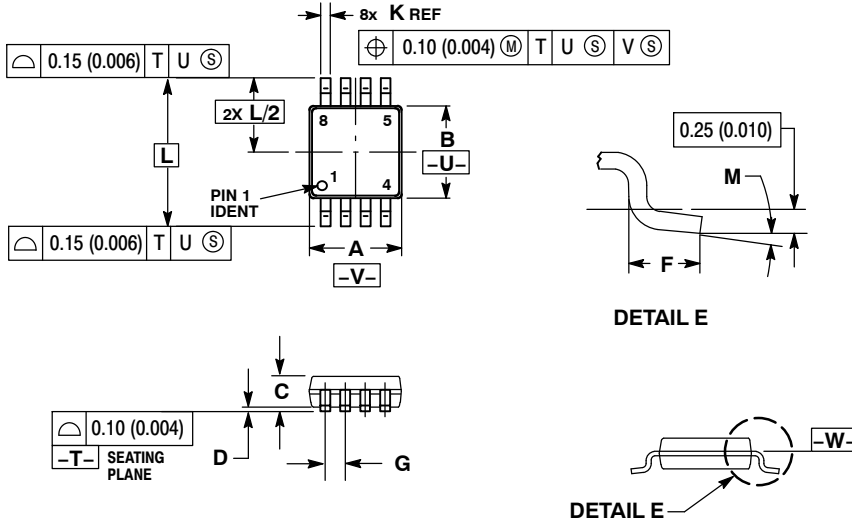 8x K REF
⌖ 0.10 (0.004) Ⓜ T U Ⓢ V Ⓢ
⌓ 0.15 (0.006) T U Ⓢ
2X L/2
8 5
B
-U-
L
PIN 1
IDENT
1 4
⌓ 0.15 (0.006) T U Ⓢ
A
-V-
0.25 (0.010)
M
F
DETAIL E
C
⌓ 0.10 (0.004)
-T- SEATING
PLANE
D
G
-W-
DETAIL E